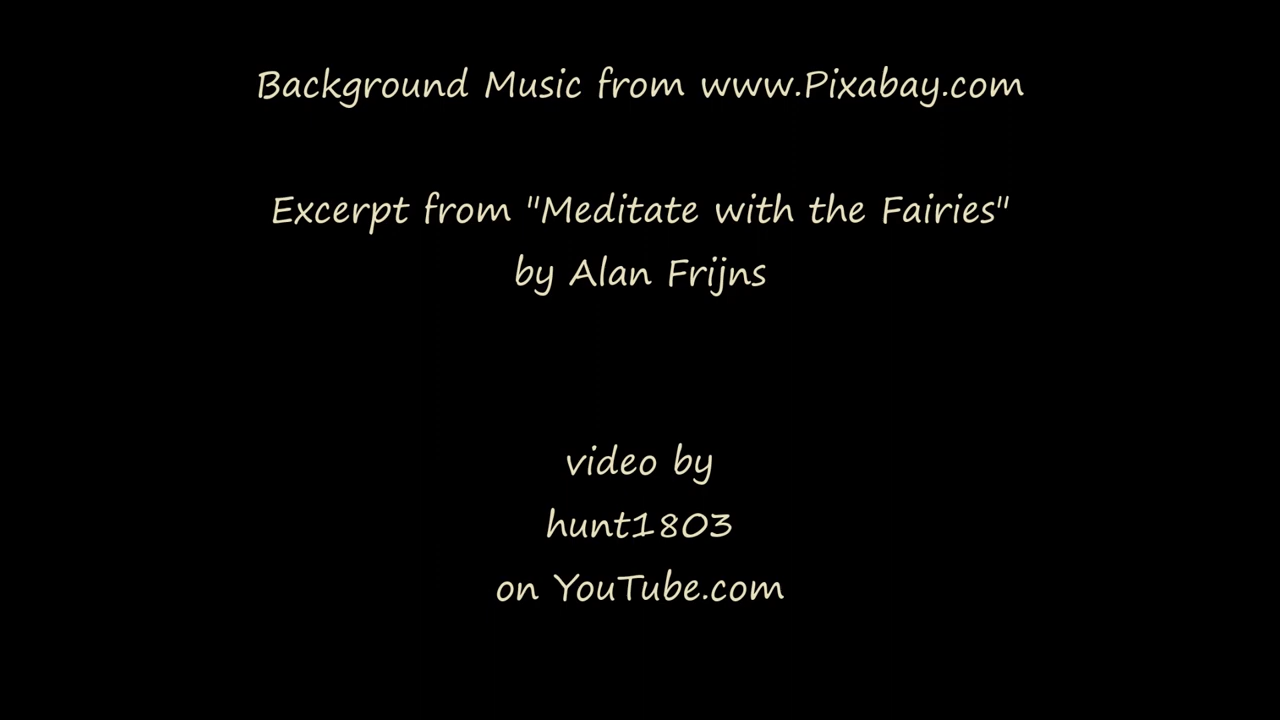 Background Music from www.Pixabay.com
Excerpt from "Meditate with the Fairies"
by Alan Frijns
video by
hunt1803
on YouTube.com